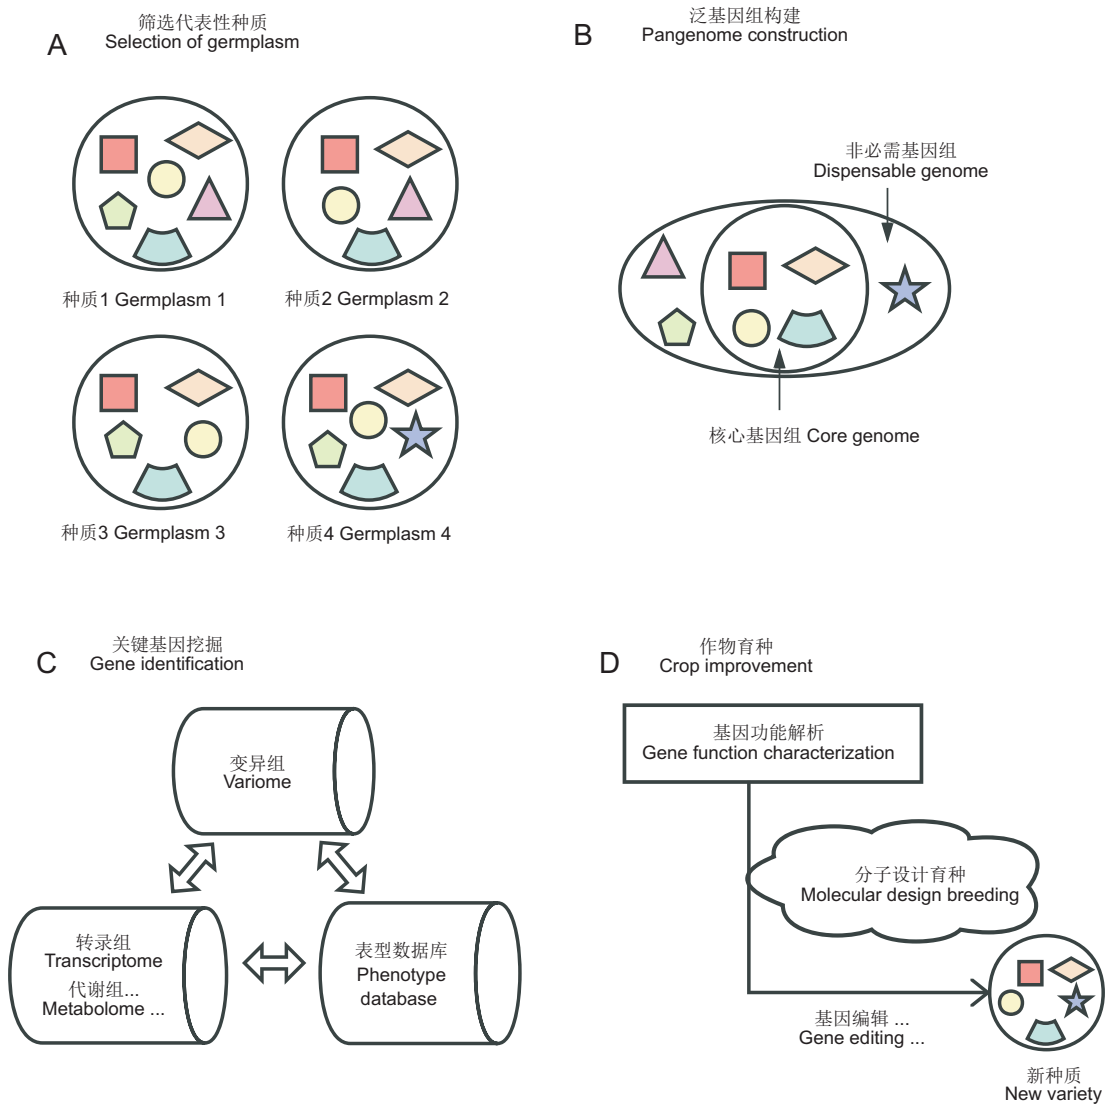 A
筛选代表性种质
Selection of germplasm
种质1 Germplasm 1
种质2 Germplasm 2
种质3 Germplasm 3
种质4 Germplasm 4
B
泛基因组构建
Pangenome construction
非必需基因组
Dispensable genome
核心基因组 Core genome
C
关键基因挖掘
Gene identification
变异组
Variome
转录组
Transcriptome
代谢组...
Metabolome ...
表型数据库
Phenotype
database
D
作物育种
Crop improvement
基因功能解析
Gene function characterization
分子设计育种
Molecular design breeding
基因编辑 ...
Gene editing ...
新种质
New variety